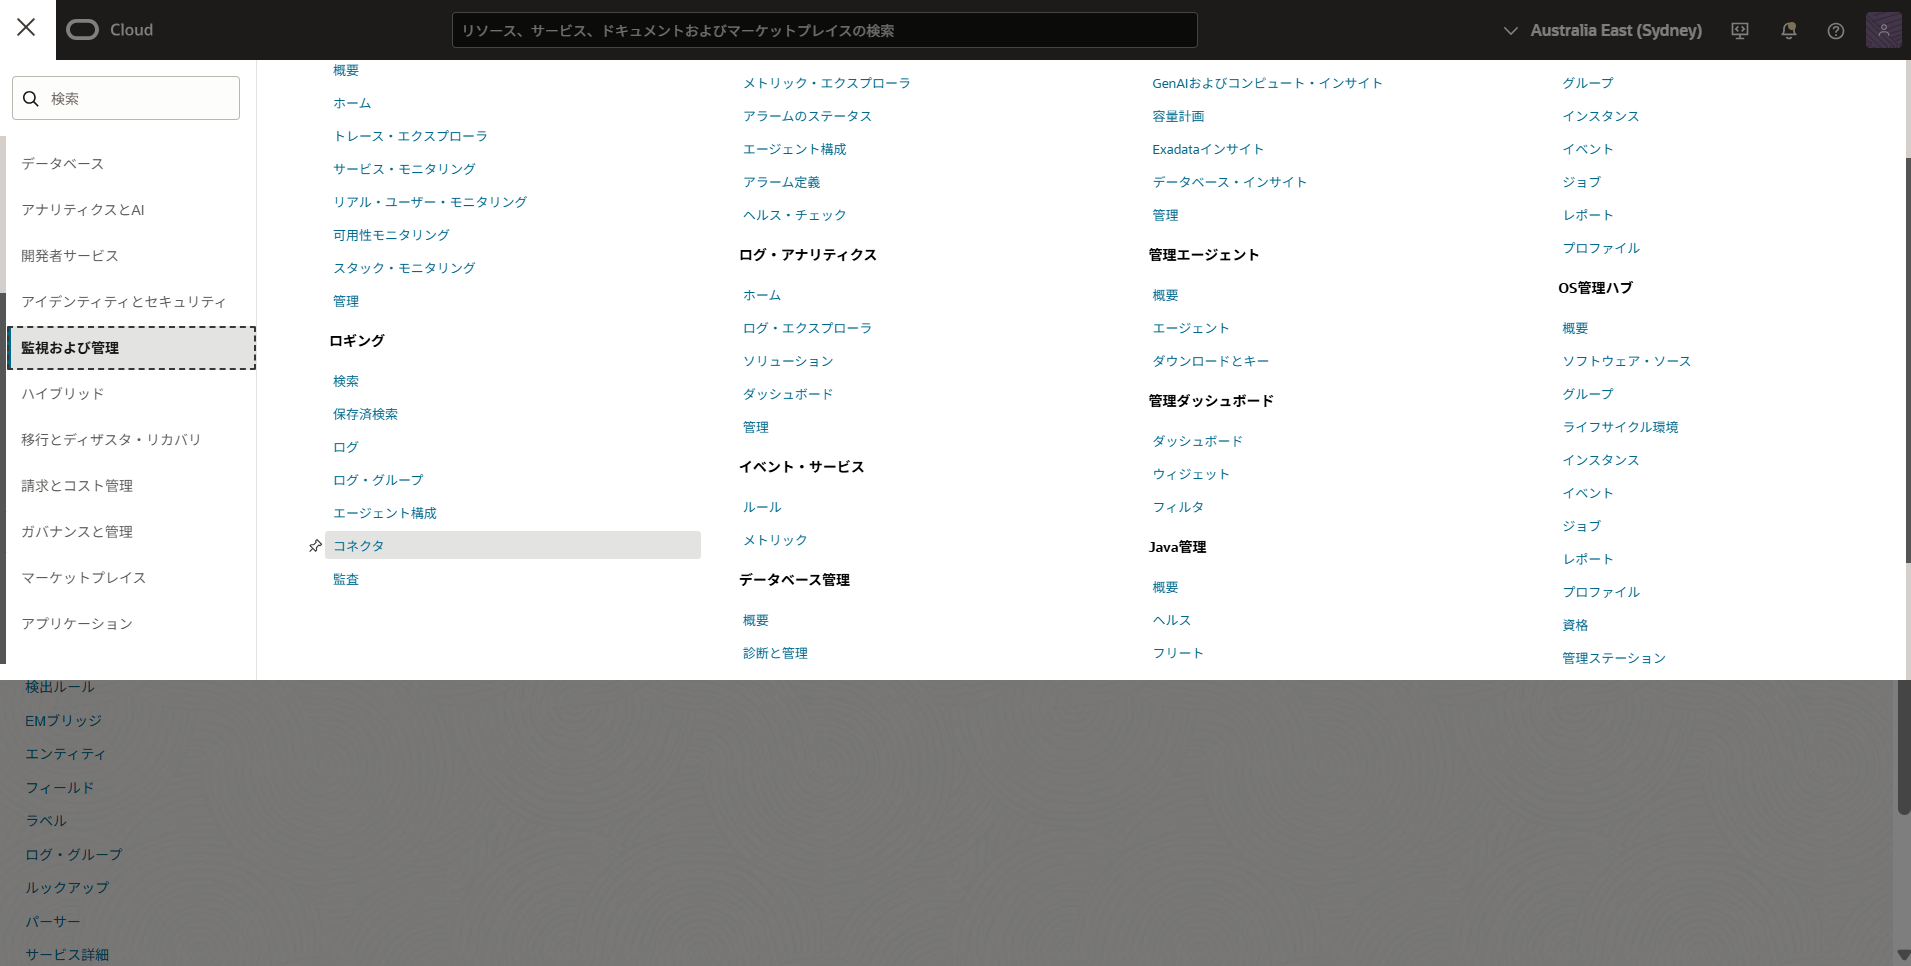 Cloud
リソース、サービス、ドキュメントおよびマーケットプレイスの検索
Australia East (Sydney)
検索
データベース
アナリティクスとAI
開発者サービス
アイデンティティとセキュリティ
監視および管理
ハイブリッド
移行とディザスタ・リカバリ
請求とコスト管理
ガバナンスと管理
マーケットプレイス
アプリケーション
概要
ホーム
トレース・エクスプローラ
サービス・モニタリング
リアル・ユーザー・モニタリング
可用性モニタリング
スタック・モニタリング
管理
ロギング
検索
保存済検索
ログ
ログ・グループ
エージェント構成
コネクタ
監査
メトリック・エクスプローラ
アラームのステータス
エージェント構成
アラーム定義
ヘルス・チェック
ログ・アナリティクス
ホーム
ログ・エクスプローラ
ソリューション
ダッシュボード
管理
イベント・サービス
ルール
メトリック
データベース管理
概要
診断と管理
GenAIおよびコンピュート・インサイト
容量計画
Exadataインサイト
データベース・インサイト
管理
管理エージェント
概要
エージェント
ダウンロードとキー
管理ダッシュボード
ダッシュボード
ウィジェット
フィルタ
Java管理
概要
ヘルス
フリート
グループ
インスタンス
イベント
ジョブ
レポート
プロファイル
OS管理ハブ
概要
ソフトウェア・ソース
グループ
ライフサイクル環境
インスタンス
イベント
ジョブ
レポート
プロファイル
資格
管理ステーション
検出ルール
EMブリッジ
エンティティ
フィールド
ラベル
ログ・グループ
ルックアップ
パーサー
サービス詳細